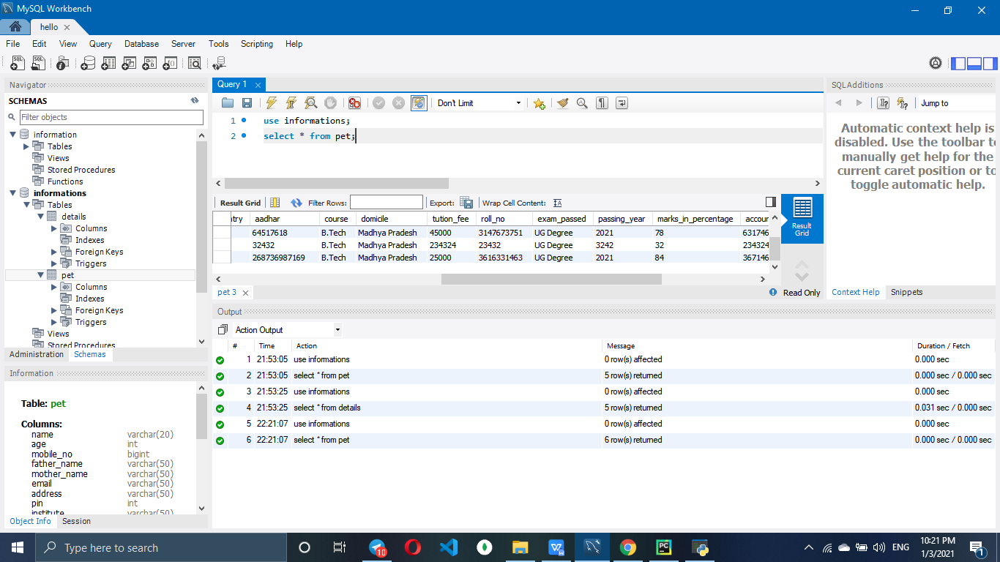 MySQL Workbench
hello
File Edit View Query Database Server Tools Scripting Help
Navigator
SCHEMAS
Filter objects
information
Tables
Views
Stored Procedures
Functions
informations
Tables
details
Columns
Indexes
Foreign Keys
Triggers
pet
Columns
Indexes
Foreign Keys
Triggers
Views
Stored Procedures
Administration Schemas
Information
Table: pet
Columns:
name varchar(20)
age int
mobile_no bigint
father_name varchar(50)
mother_name varchar(50)
email varchar(50)
address varchar(50)
pin int
institute varchar(50)
Object Info Session
Query 1
Don't Limit
1 use informations;
2 select * from pet;
Result Grid Filter Rows: Export: Wrap Cell Content:
ntry aadhar course domicile tution_fee roll_no exam_passed passing_year marks_in_percentage accour
64517618 B.Tech Madhya Pradesh 45000 3147673751 UG Degree 2021 78 631746
32432 B.Tech Madhya Pradesh 234324 23432 UG Degree 3242 32 234324
268736987169 B.Tech Madhya Pradesh 25000 3616331463 UG Degree 2021 84 367146
Result
Grid
pet 3
Read Only
SQLAdditions
Jump to
Automatic context help is
disabled. Use the toolbar to
manually get help for the
current caret position or to
toggle automatic help.
Context Help Snippets
Output
Action Output
# Time Action Message Duration / Fetch
1 21:53:05 use informations 0 row(s) affected 0.000 sec
2 21:53:05 select * from pet 5 row(s) returned 0.000 sec / 0.000 sec
3 21:53:25 use informations 0 row(s) affected 0.000 sec
4 21:53:25 select * from details 5 row(s) returned 0.031 sec / 0.000 sec
5 22:21:07 use informations 0 row(s) affected 0.000 sec
6 22:21:07 select * from pet 6 row(s) returned 0.000 sec / 0.000 sec
Type here to search
10
PC
ENG
10:21 PM
1/3/2021
1